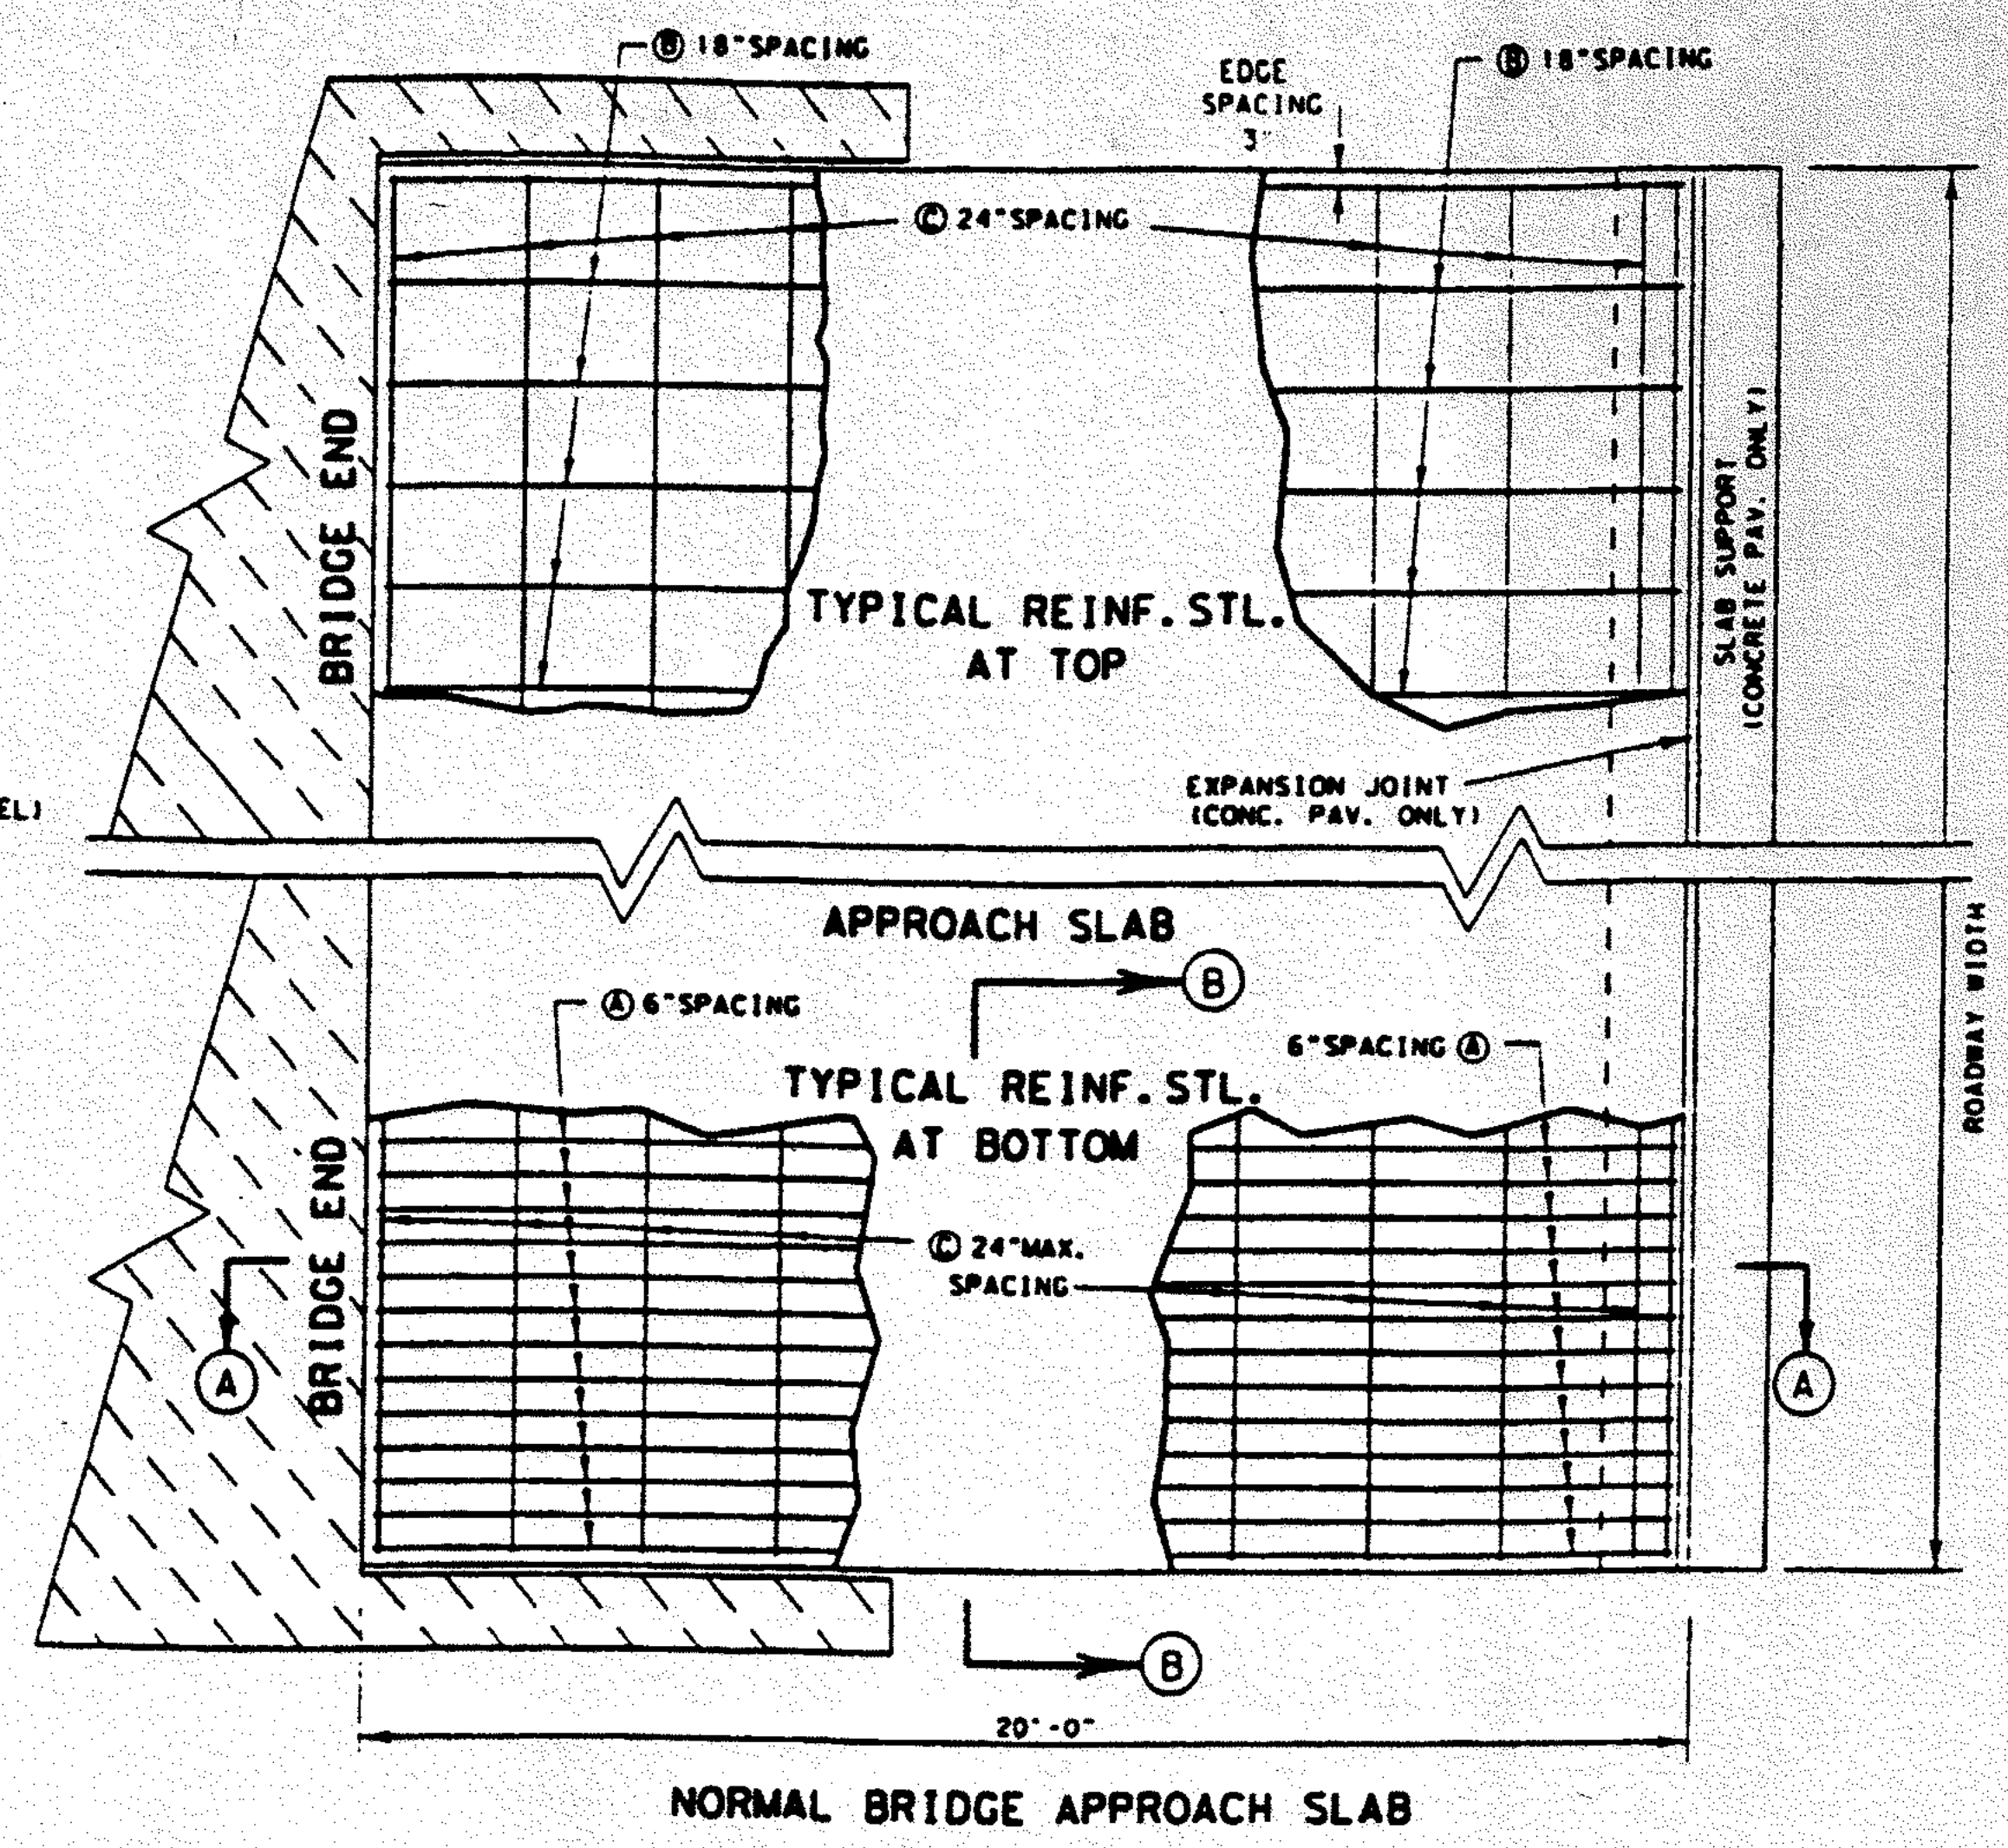 Ⓑ 18"SPACING
EDGE
SPACING
3"
Ⓑ 18"SPACING
Ⓒ 24"SPACING
BRIDGE END
TYPICAL REINF. STL.
AT TOP
SLAB SUPPORT
(CONCRETE PAV. ONLY)
EXPANSION JOINT
(CONC. PAV. ONLY)
EL)
APPROACH SLAB
B
Ⓐ 6"SPACING
6"SPACING Ⓐ
ROADWAY WIDTH
TYPICAL REINF. STL.
AT BOTTOM
BRIDGE END
Ⓒ 24"MAX.
SPACING
A
A
B
20'-0"
NORMAL BRIDGE APPROACH SLAB